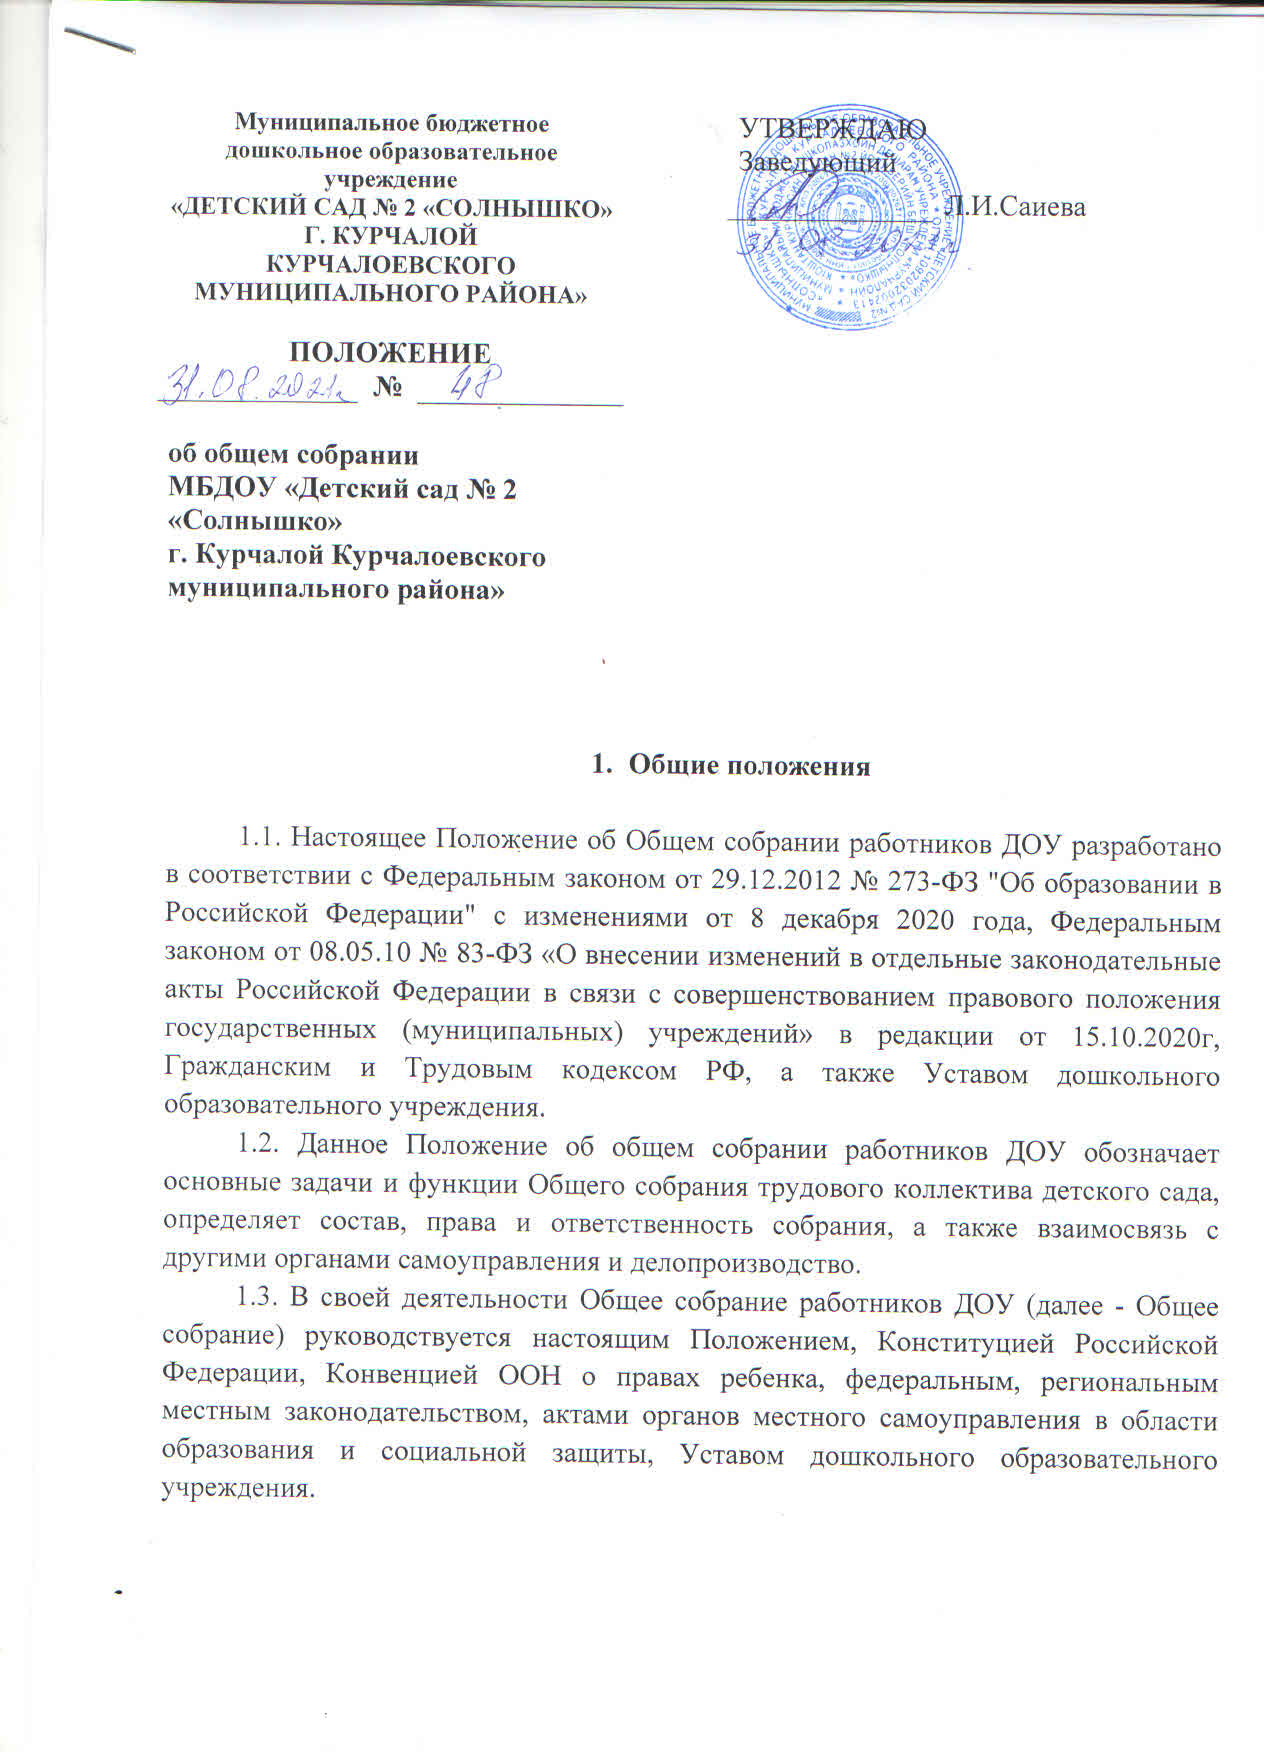 Муниципальное бюджетное
дошкольное образовательное
учреждение
«ДЕТСКИЙ САД № 2 «СОЛНЫШКО»
Г. КУРЧАЛОЙ
КУРЧАЛОЕВСКОГО
МУНИЦИПАЛЬНОГО РАЙОНА»
УТВЕРЖДАЮ
Заведующий
Л.И.Саиева
ПОЛОЖЕНИЕ
31.08.2021г № 48
об общем собрании
МБДОУ «Детский сад № 2
«Солнышко»
г. Курчалой Курчалоевского
муниципального района»
1. Общие положения
1.1. Настоящее Положение об Общем собрании работников ДОУ разработано
в соответствии с Федеральным законом от 29.12.2012 № 273-ФЗ "Об образовании в
Российской Федерации" с изменениями от 8 декабря 2020 года, Федеральным
законом от 08.05.10 № 83-ФЗ «О внесении изменений в отдельные законодательные
акты Российской Федерации в связи с совершенствованием правового положения
государственных (муниципальных) учреждений» в редакции от 15.10.2020г,
Гражданским и Трудовым кодексом РФ, а также Уставом дошкольного
образовательного учреждения.
1.2. Данное Положение об общем собрании работников ДОУ обозначает
основные задачи и функции Общего собрания трудового коллектива детского сада,
определяет состав, права и ответственность собрания, а также взаимосвязь с
другими органами самоуправления и делопроизводство.
1.3. В своей деятельности Общее собрание работников ДОУ (далее - Общее
собрание) руководствуется настоящим Положением, Конституцией Российской
Федерации, Конвенцией ООН о правах ребенка, федеральным, региональным
местным законодательством, актами органов местного самоуправления в области
образования и социальной защиты, Уставом дошкольного образовательного
учреждения.